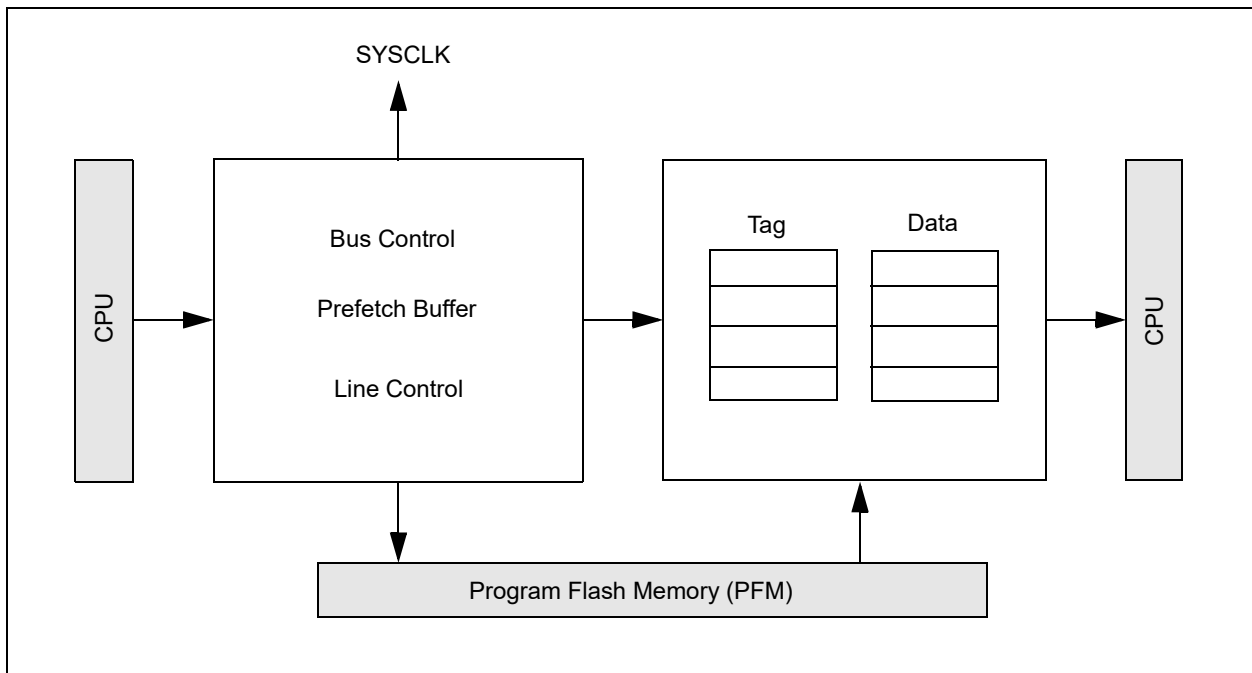 SYSCLK
CPU
Bus Control
Prefetch Buffer
Line Control
Tag
Data
CPU
Program Flash Memory (PFM)